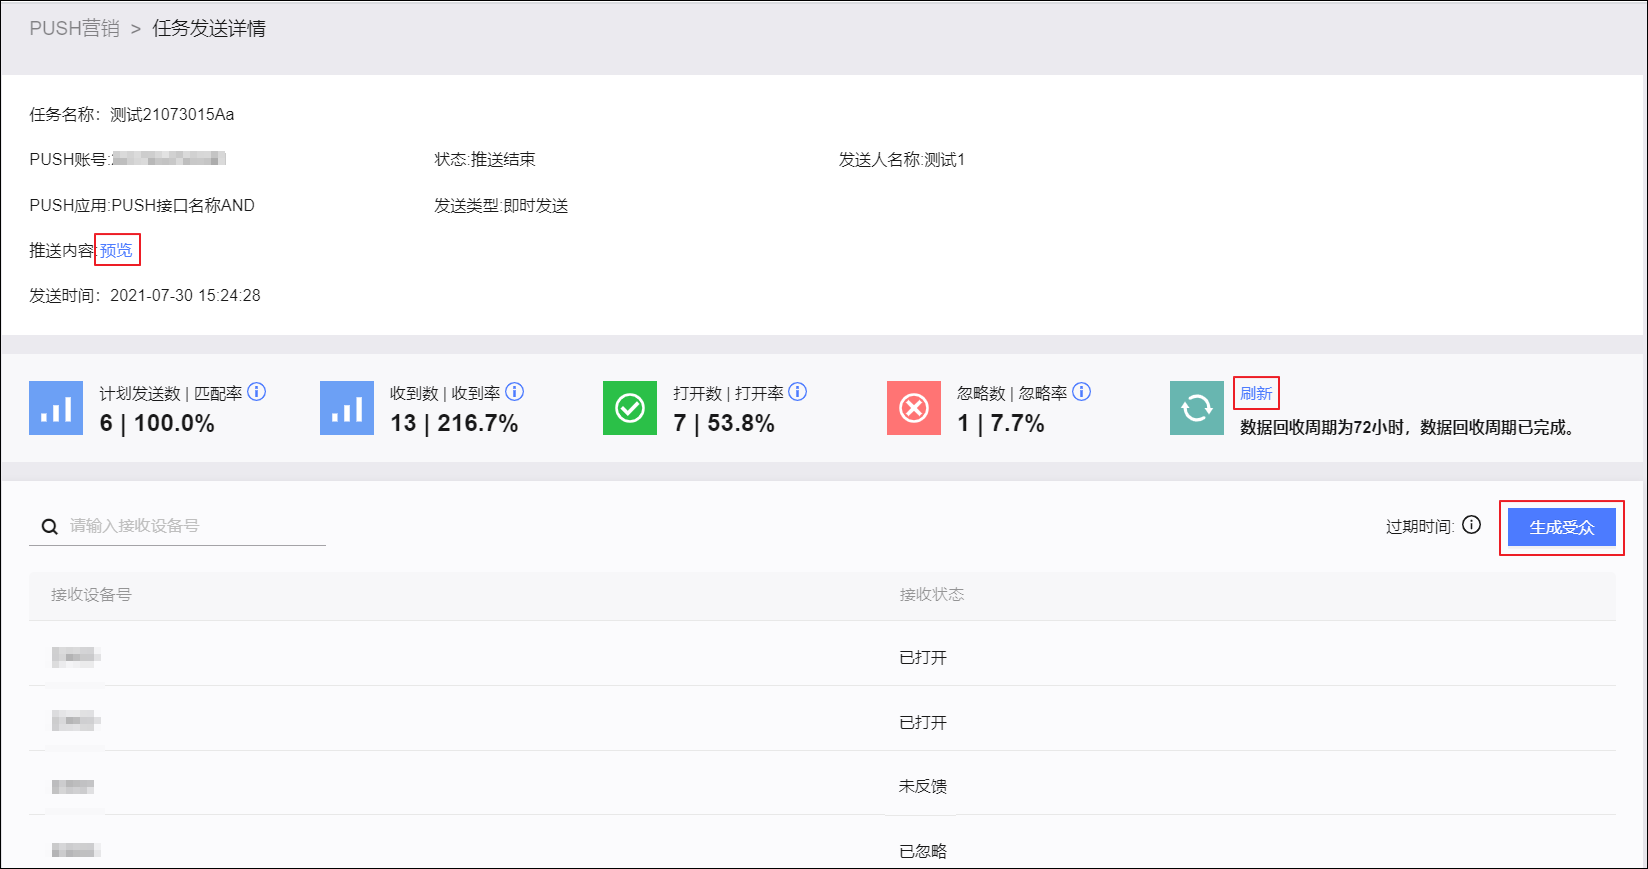 PUSH营销 > 任务发送详情
任务名称：测试21073015Aa
PUSH账号: 状态:推送结束 发送人名称:测试1
PUSH应用:PUSH接口名称AND 发送类型:即时发送
推送内容:预览
发送时间：2021-07-30 15:24:28
计划发送数 | 匹配率 收到数 | 收到率 打开数 | 打开率 忽略数 | 忽略率 刷新
6 | 100.0% 13 | 216.7% 7 | 53.8% 1 | 7.7% 数据回收周期为72小时，数据回收周期已完成。
请输入接收设备号 过期时间: 生成受众
接收设备号 接收状态
已打开
已打开
未反馈
已忽略